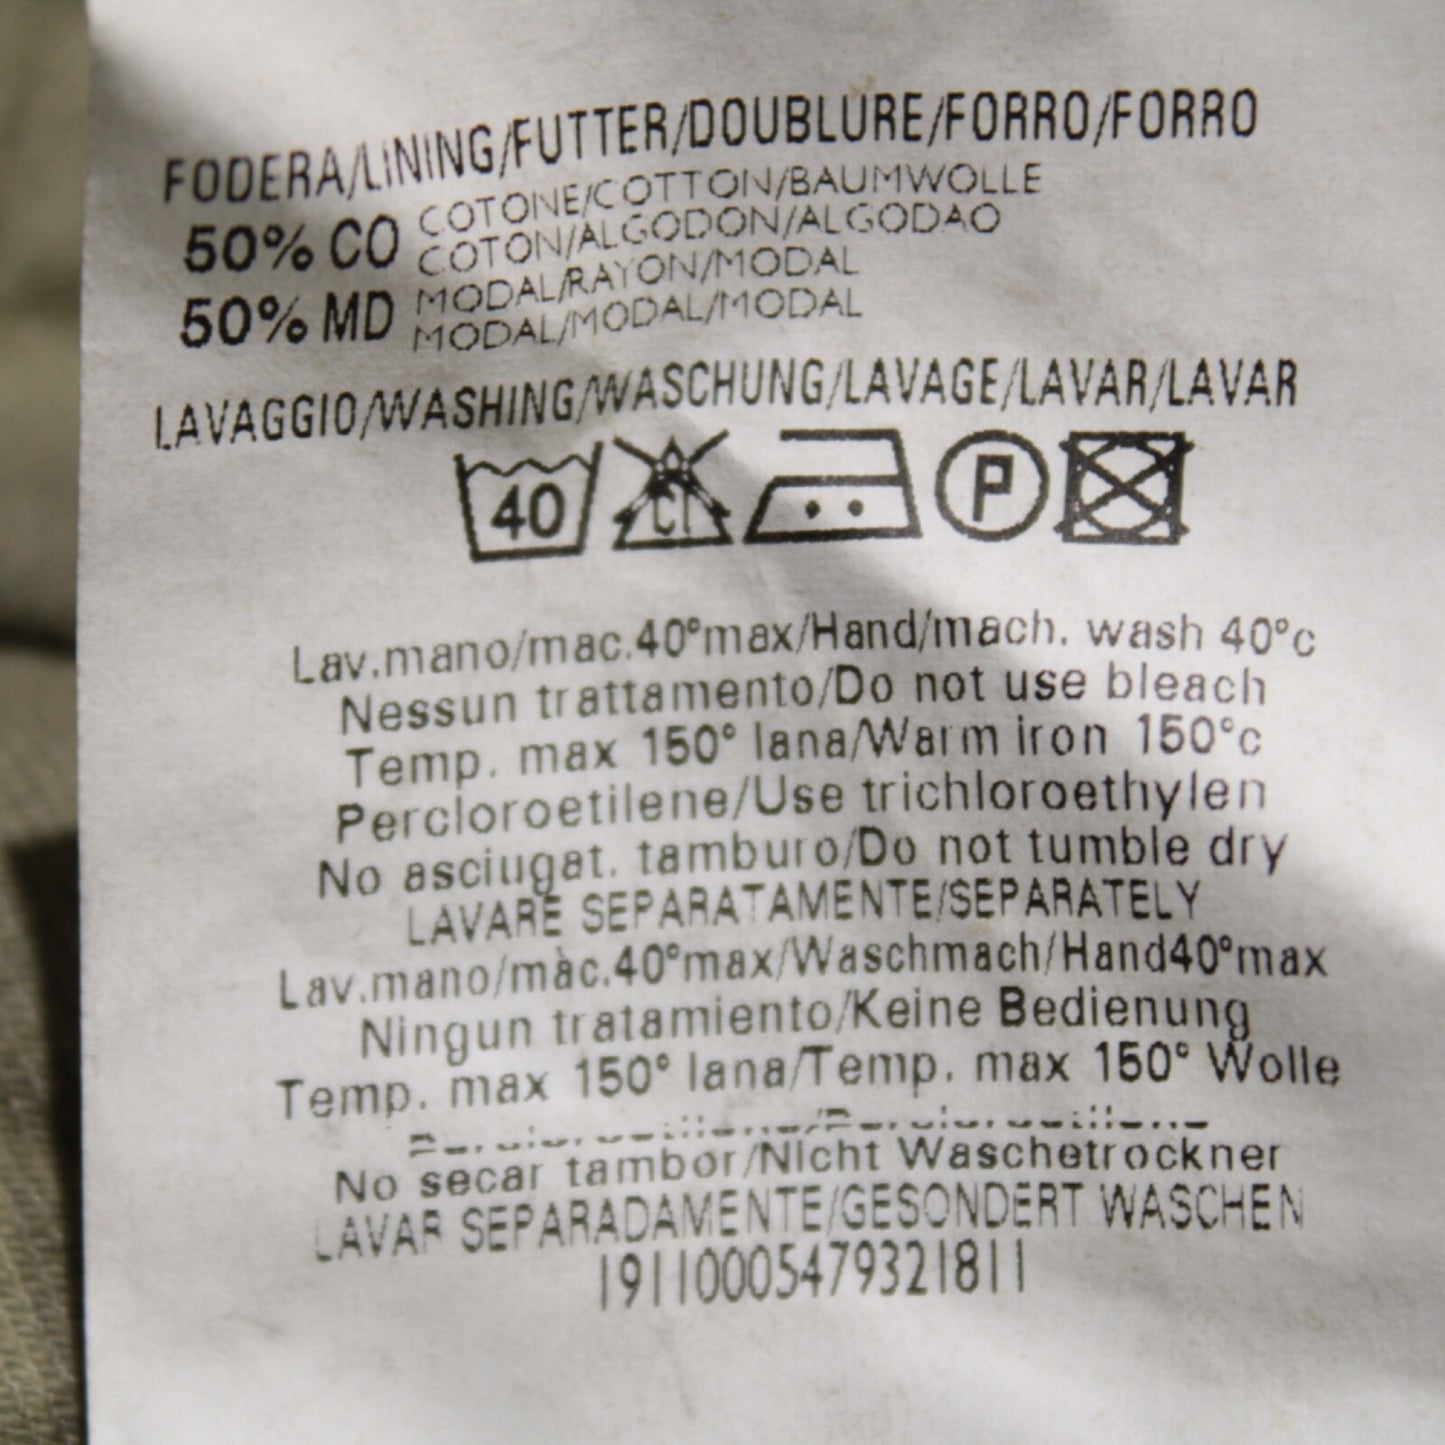 FODERA/LINING/FUTTER/DOUBLURE/FORRO/FORRO
50% CO COTONE/COTTON/BAUMWOLLE
COTON/ALGODON/ALGODAO
50% MD MODAL/RAYON/MODAL
MODAL/MODAL/MODAL
LAVAGGIO/WASHING/WASCHUNG/LAVAGE/LAVAR/LAVAR
40 Cl P
Lav.mano/mac.40°max/Hand/mach. wash 40°c
Nessun trattamento/Do not use bleach
Temp. max 150° lana/Warm iron 150°c
Percloroetilene/Use trichloroethylen
No asciugat. tamburo/Do not tumble dry
LAVARE SEPARATAMENTE/SEPARATELY
Lav.mano/mac.40°max/Waschmach/Hand40°max
Ningun tratamiento/Keine Bedienung
Temp. max 150° lana/Temp. max 150° Wolle
No secar tambor/Nicht Waschetrockner
LAVAR SEPARADAMENTE/GESONDERT WASCHEN
19110005479321811